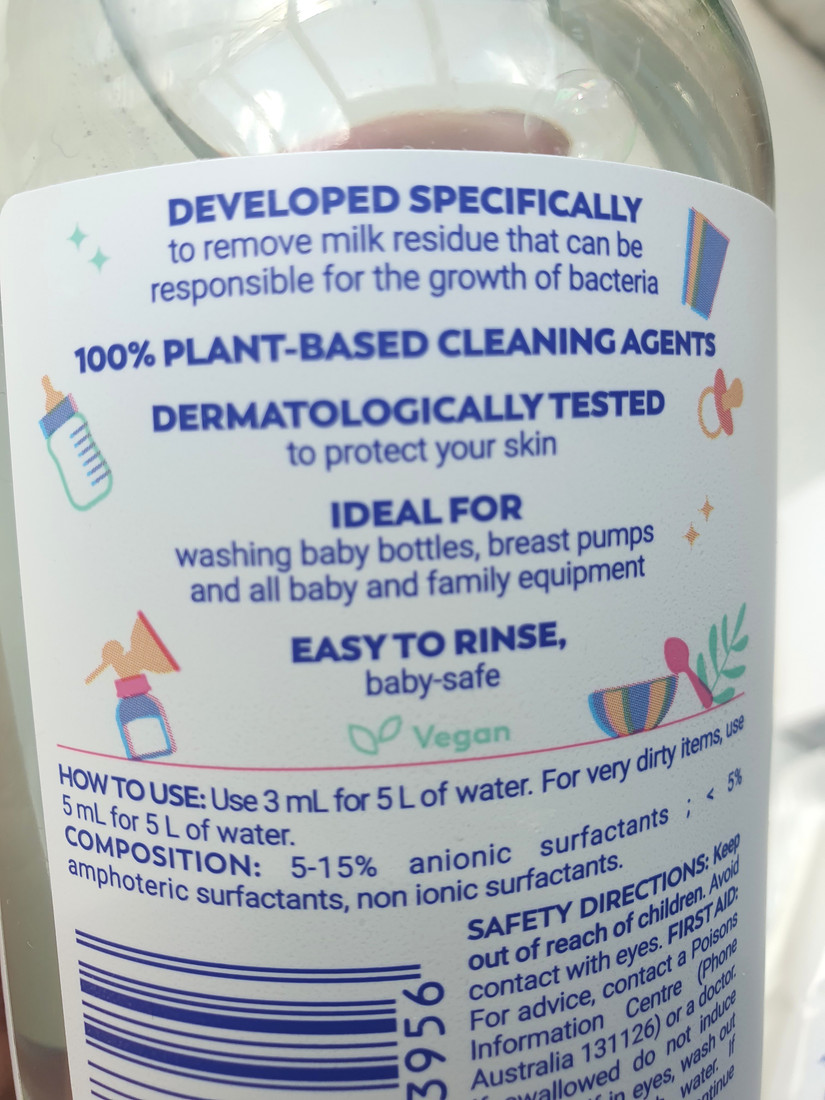 DEVELOPED SPECIFICALLY
to remove milk residue that can be
responsible for the growth of bacteria
100% PLANT-BASED CLEANING AGENTS
DERMATOLOGICALLY TESTED
to protect your skin
IDEAL FOR
washing baby bottles, breast pumps
and all baby and family equipment
EASY TO RINSE,
baby-safe
Vegan
HOW TO USE: Use 3 mL for 5 L of water. For very dirty items, use
5 mL for 5 L of water.
COMPOSITION: 5-15% anionic surfactants ; < 5%
amphoteric surfactants, non ionic surfactants.
SAFETY DIRECTIONS: Keep
out of reach of children. Avoid
contact with eyes. FIRST AID:
For advice, contact a Poisons
Information Centre (Phone
Australia 131126) or a doctor.
swallowed do not induce
in eyes, wash out
water. If
3956